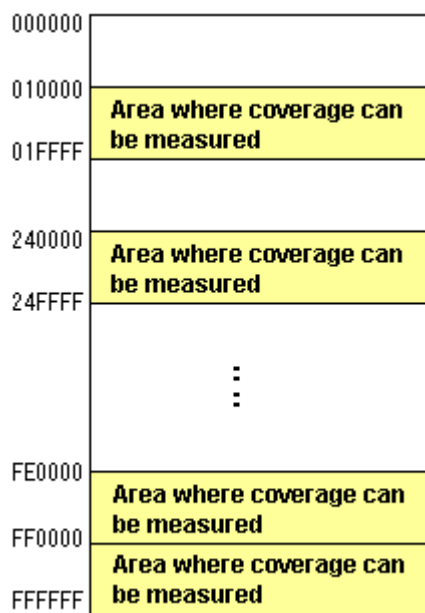 000000
010000
Area where coverage can
be measured
01FFFF
240000
Area where coverage can
be measured
24FFFF
FE0000
Area where coverage can
be measured
FF0000
Area where coverage can
be measured
FFFFFF